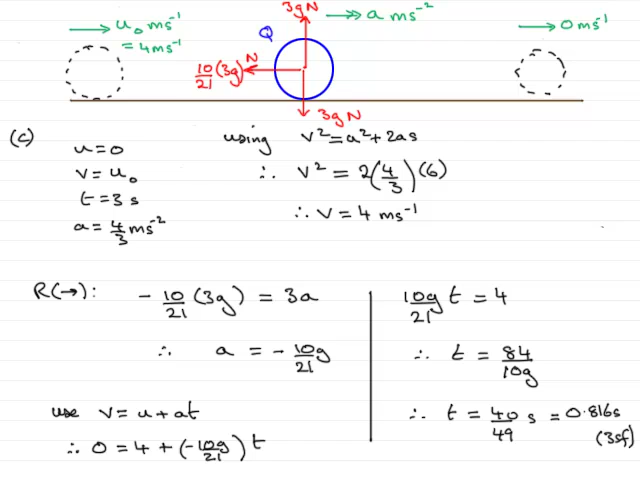 3gN
u₀ ms⁻¹
= 4ms⁻¹
a ms⁻²
0 ms⁻¹
Q
10/21 (3g) N
3gN
(c)
u = 0
v = u₀
t = 3 s
a = 4/3 ms⁻²
using v² = u² + 2as
∴ v² = 2(4/3)(6)
∴ v = 4 ms⁻¹
R(→):
- 10/21 (3g) = 3a
∴ a = - 10g/21
use v = u + at
∴ 0 = 4 + (-10g/21) t
10g/21 t = 4
∴ t = 84/10g
∴ t = 40/49 s = 0.816s
(3sf)